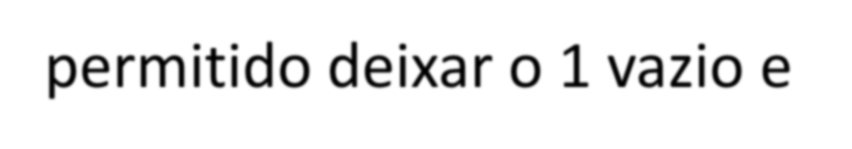 permitido deixar o 1 vazio e